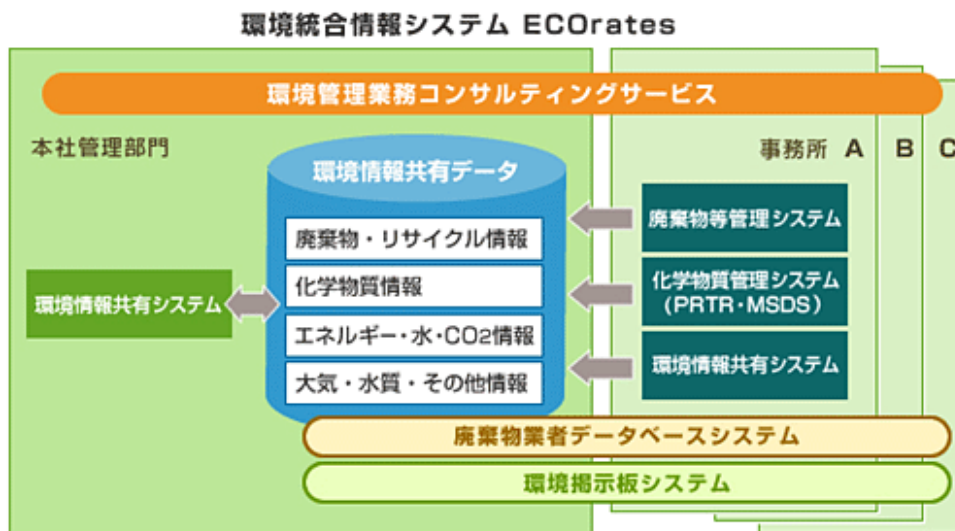 環境統合情報システム ECOrates
環境管理業務コンサルティングサービス
本社管理部門
事務所 A B C
環境情報共有データ
廃棄物・リサイクル情報
化学物質情報
エネルギー・水・CO2情報
大気・水質・その他情報
環境情報共有システム
廃棄物等管理システム
化学物質管理システム
(PRTR・MSDS)
環境情報共有システム
廃棄物業者データベースシステム
環境掲示板システム